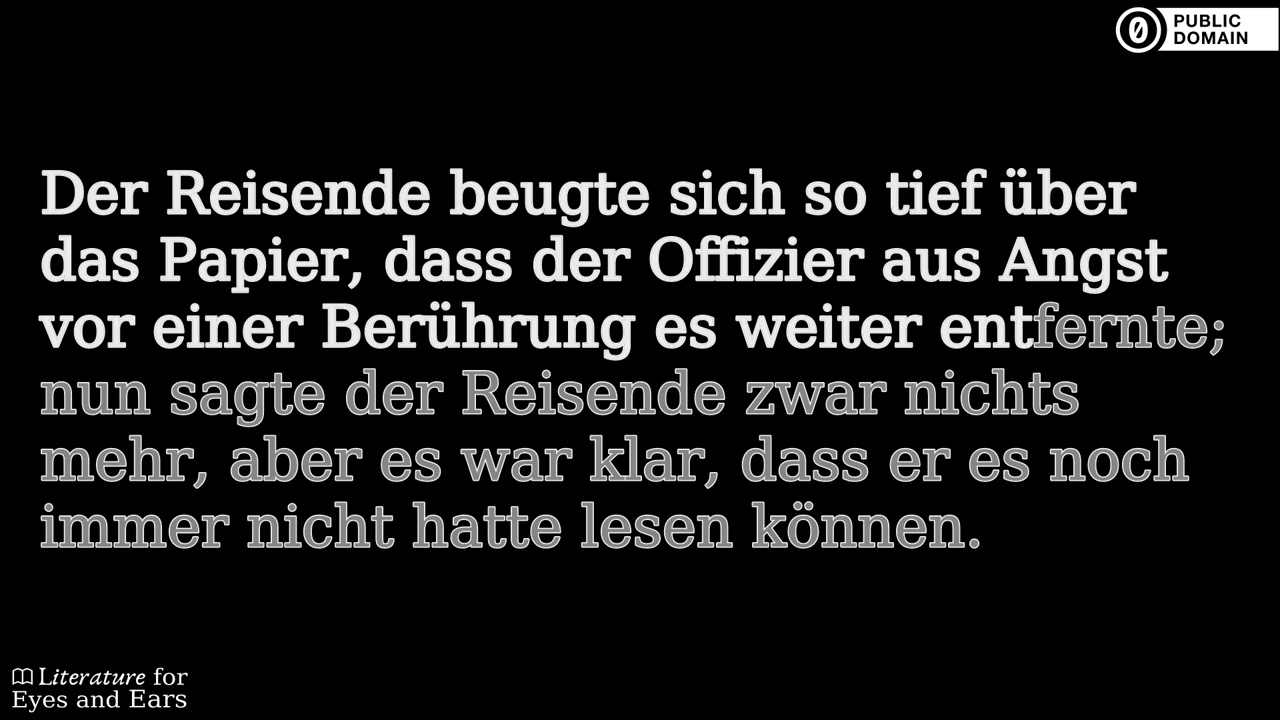 PUBLIC
DOMAIN
Der Reisende beugte sich so tief über
das Papier, dass der Offizier aus Angst
vor einer Berührung es weiter entfernte;
nun sagte der Reisende zwar nichts
mehr, aber es war klar, dass er es noch
immer nicht hatte lesen können.
Literature for
Eyes and Ears